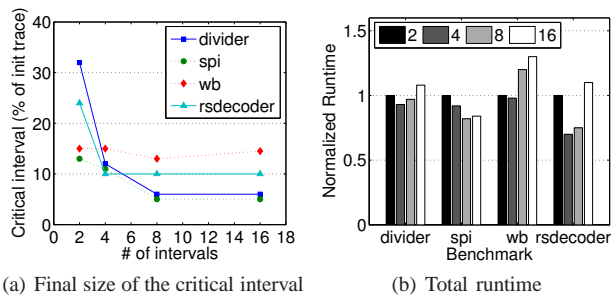 Critical interval (% of init trace)
40
30
20
10
0
0 2 4 6 8 10 12 14 16 18
# of intervals
divider
spi
wb
rsdecoder
(a) Final size of the critical interval
Normalized Runtime
1.5
1
0.5
0
2 4 8 16
divider spi wb rsdecoder
Benchmark
(b) Total runtime